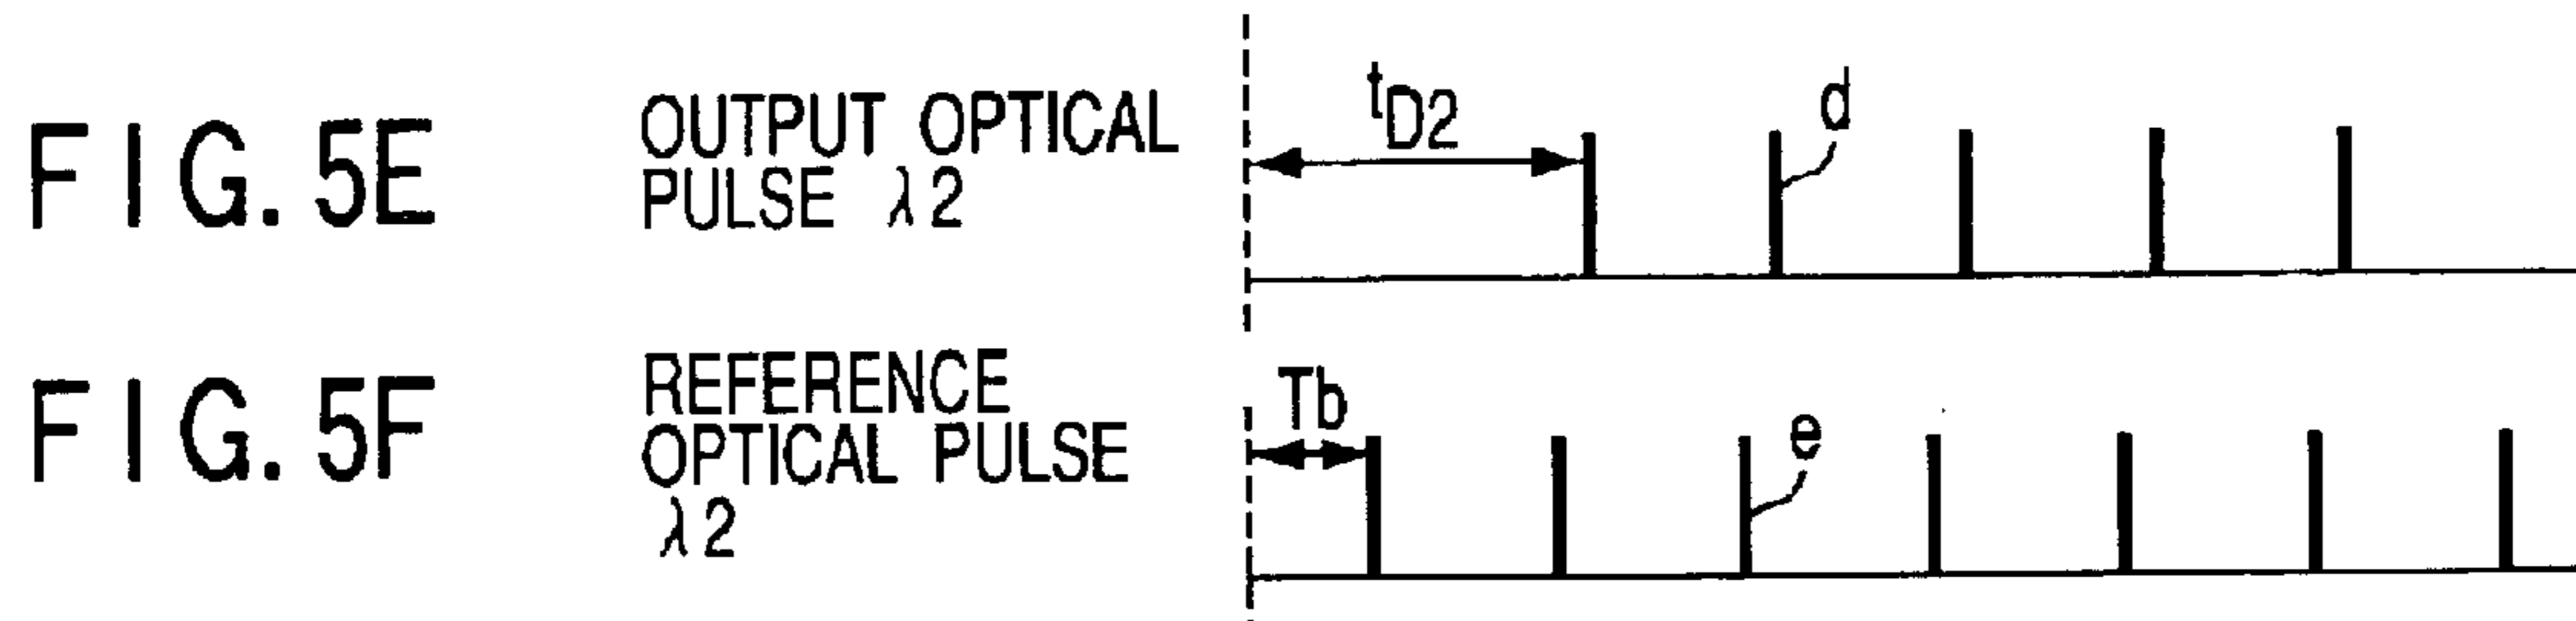 FIG. 5E
OUTPUT OPTICAL
PULSE λ2
tD2
d
FIG. 5F
REFERENCE
OPTICAL PULSE
λ2
Tb
e